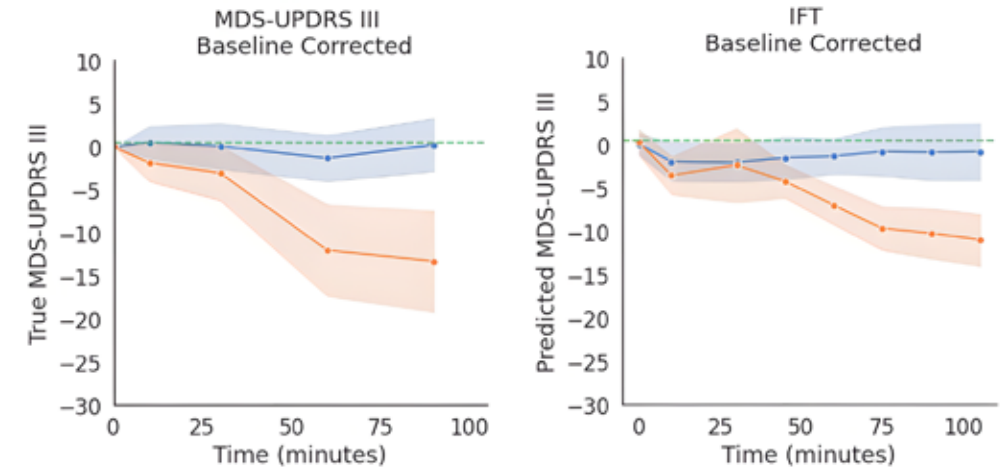 MDS-UPDRS III
Baseline Corrected
True MDS-UPDRS III
10
5
0
−5
−10
−15
−20
−25
−30
0 25 50 75 100
Time (minutes)
IFT
Baseline Corrected
Predicted MDS-UPDRS III
10
5
0
−5
−10
−15
−20
−25
−30
0 25 50 75 100
Time (minutes)